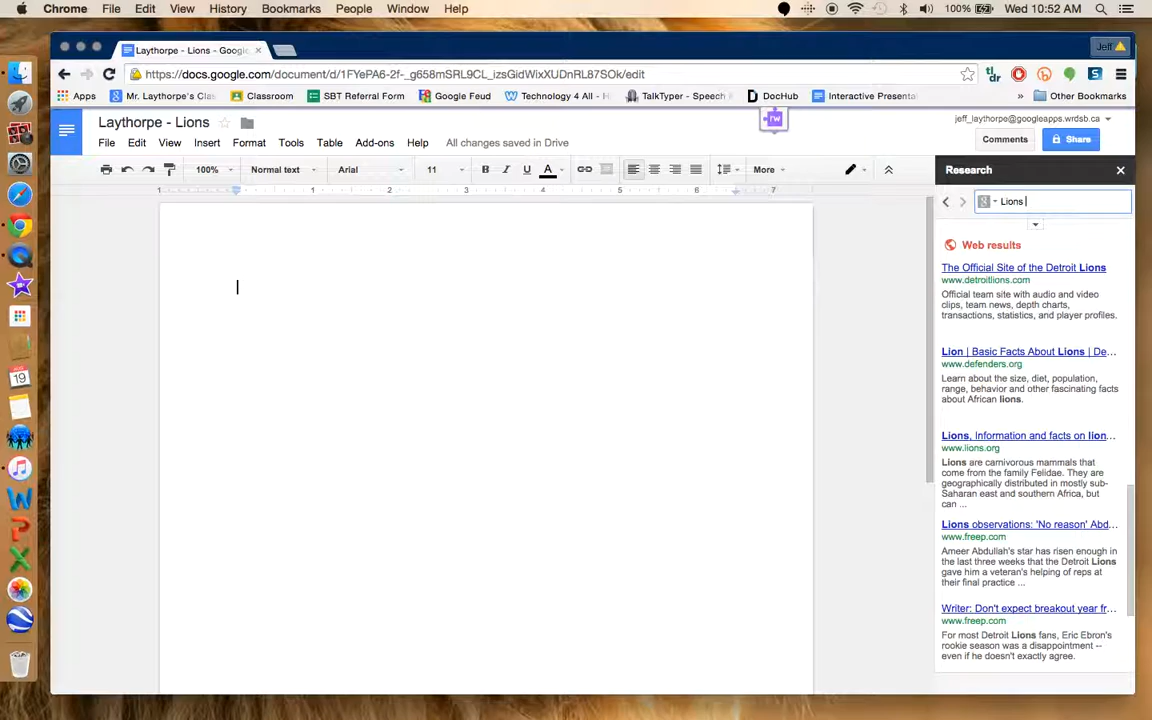 Chrome File Edit View History Bookmarks People Window Help 100% Wed 10:52 AM
Laythorpe - Lions - Google Jeff
https://docs.google.com/document/d/1FYePA6-2f-_g658mSRL9CL_izsGidWixXUDnRL87SOk/edit
Apps Mr. Laythorpe's Clas Classroom SBT Referral Form Google Feud Technology 4 All - H TalkTyper - Speech R DocHub Interactive Presenta » Other Bookmarks
Laythorpe - Lions
jeff_laythorpe@googleapps.wrdsb.ca
File Edit View Insert Format Tools Table Add-ons Help All changes saved in Drive
Comments Share
100% Normal text Arial 11 B I U A More
Research
1 1 2 3 4 5 6 7
- Lions
Web results
The Official Site of the Detroit Lions
www.detroitlions.com
Official team site with audio and video
clips, team news, depth charts,
transactions, statistics, and player profiles.
Lion | Basic Facts About Lions | De...
www.defenders.org
Learn about the size, diet, population,
range, behavior and other fascinating facts
about African lions.
Lions, Information and facts on lion...
www.lions.org
Lions are carnivorous mammals that
come from the family Felidae. They are
geographically distributed in mostly sub-
Saharan east and southern Africa, but
can ...
Lions observations: 'No reason' Abd...
www.freep.com
Ameer Abdullah's star has risen enough in
the last three weeks that the Detroit Lions
gave him a veteran's helping of reps at
their final practice ...
Writer: Don't expect breakout year fr...
www.freep.com
For most Detroit Lions fans, Eric Ebron's
rookie season was a disappointment --
even if he doesn't exactly agree.